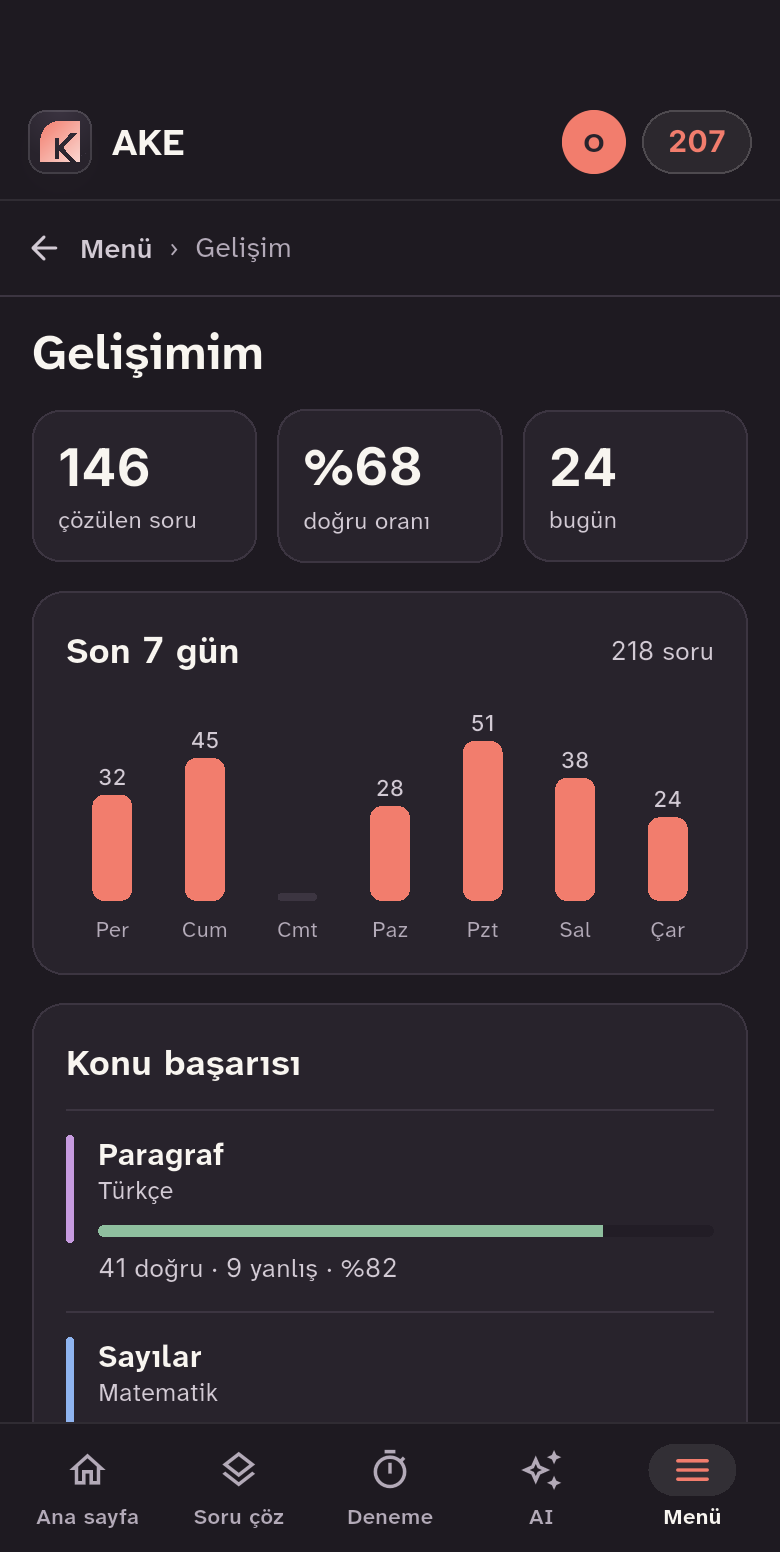 K AKE O 207
Menü › Gelişim
Gelişimim
146 %68 24
çözülen soru doğru oranı bugün
Son 7 gün 218 soru
32 45 28 51 38 24
Per Cum Cmt Paz Pzt Sal Çar
Konu başarısı
Paragraf
Türkçe
41 doğru · 9 yanlış · %82
Sayılar
Matematik
Ana sayfa Soru çöz Deneme AI Menü